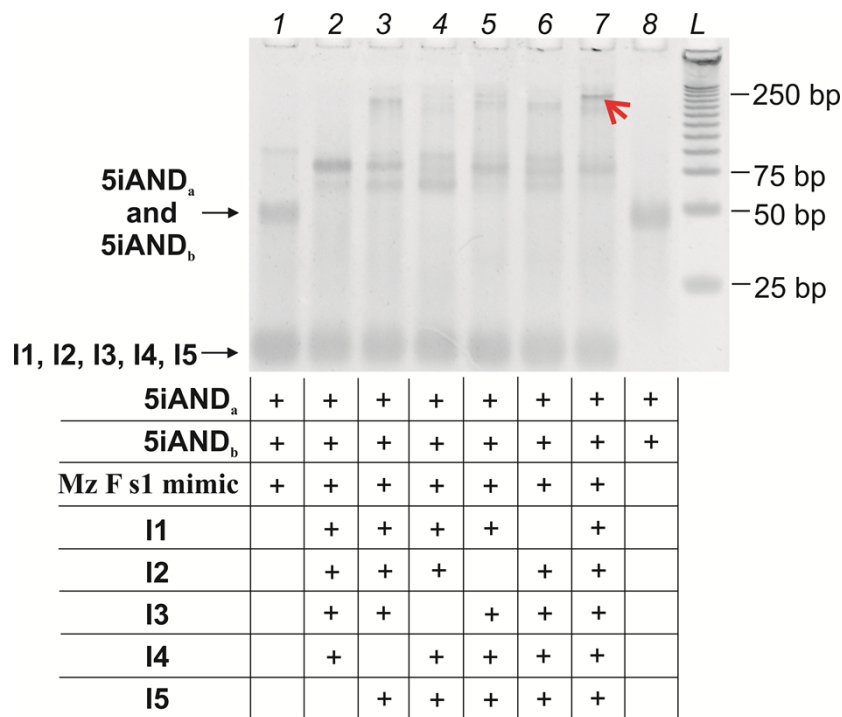 1 2 3 4 5 6 7 8 L
250 bp
75 bp
50 bp
25 bp
5iANDa
and
5iANDb
I1, I2, I3, I4, I5
5iANDa + + + + + + + +
5iANDb + + + + + + + +
Mz F s1 mimic + + + + + + +
I1 + + + + +
I2 + + + + +
I3 + + + + +
I4 + + + + +
I5 + + + + +